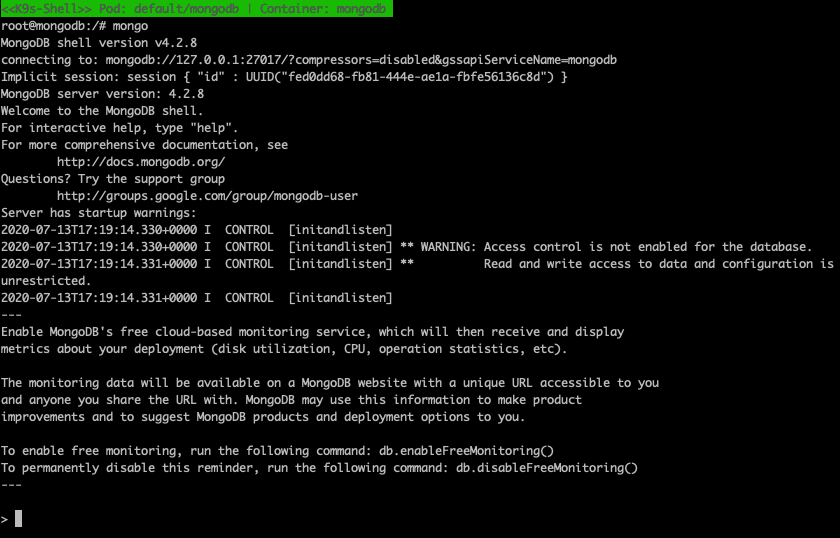 <<K9s-Shell>> Pod: default/mongodb | Container: mongodb
root@mongodb:/# mongo
MongoDB shell version v4.2.8
connecting to: mongodb://127.0.0.1:27017/?compressors=disabled&gssapiServiceName=mongodb
Implicit session: session { "id" : UUID("fed0dd68-fb81-444e-ae1a-fbfe56136c8d") }
MongoDB server version: 4.2.8
Welcome to the MongoDB shell.
For interactive help, type "help".
For more comprehensive documentation, see
        http://docs.mongodb.org/
Questions? Try the support group
        http://groups.google.com/group/mongodb-user
Server has startup warnings:
2020-07-13T17:19:14.330+0000 I  CONTROL  [initandlisten]
2020-07-13T17:19:14.330+0000 I  CONTROL  [initandlisten] ** WARNING: Access control is not enabled for the database.
2020-07-13T17:19:14.331+0000 I  CONTROL  [initandlisten] **          Read and write access to data and configuration is
unrestricted.
2020-07-13T17:19:14.331+0000 I  CONTROL  [initandlisten]
---
Enable MongoDB's free cloud-based monitoring service, which will then receive and display
metrics about your deployment (disk utilization, CPU, operation statistics, etc).

The monitoring data will be available on a MongoDB website with a unique URL accessible to you
and anyone you share the URL with. MongoDB may use this information to make product
improvements and to suggest MongoDB products and deployment options to you.

To enable free monitoring, run the following command: db.enableFreeMonitoring()
To permanently disable this reminder, run the following command: db.disableFreeMonitoring()
---

>